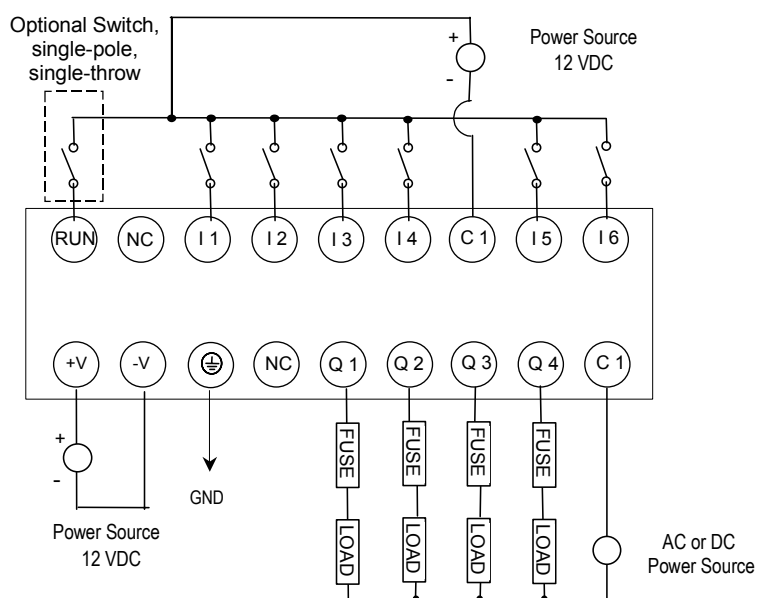 Optional Switch,
single-pole,
single-throw
+
-
Power Source
12 VDC
RUN
NC
I 1
I 2
I 3
I 4
C 1
I 5
I 6
+V
-V
NC
Q 1
Q 2
Q 3
Q 4
C 1
+
-
GND
Power Source
12 VDC
FUSE
FUSE
FUSE
FUSE
LOAD
LOAD
LOAD
LOAD
AC or DC
Power Source